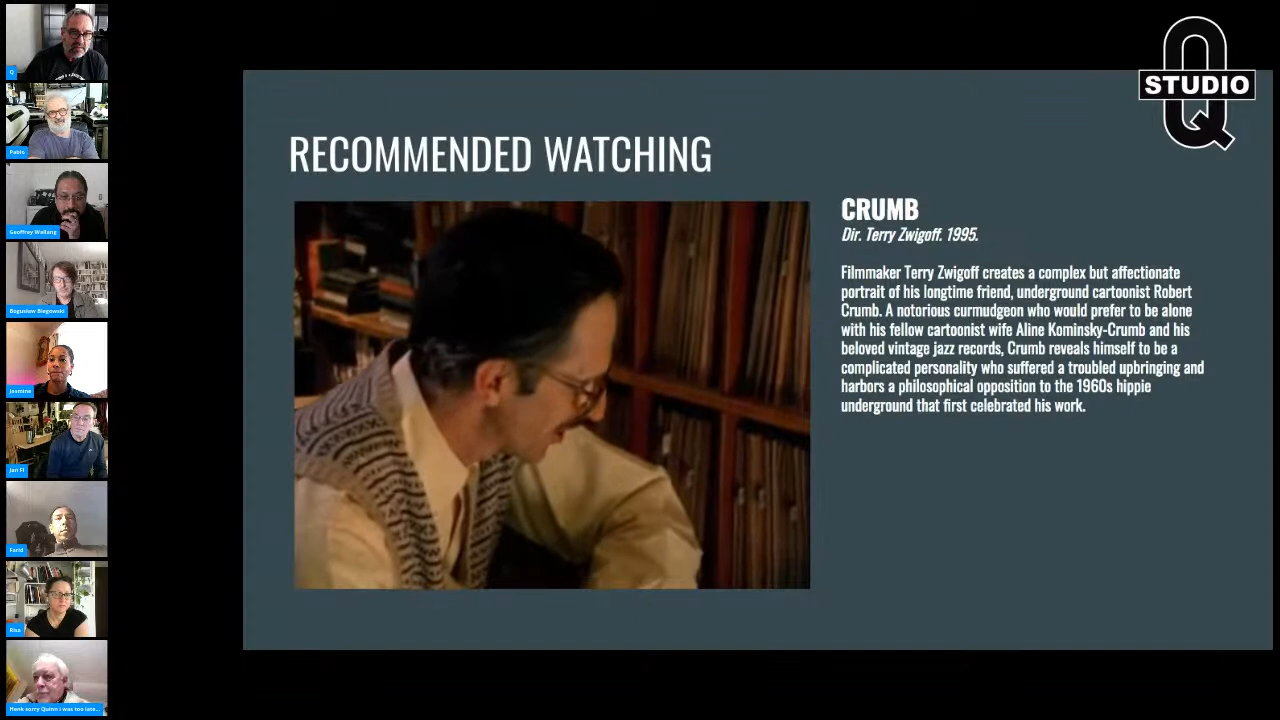 Q
Pablo
Geoffrey Wallang
Bogusław Biegowski
Jasmine
Jan Fl
Farid
Risa
Henk sorry Quinn i was too late...
STUDIO
Q
RECOMMENDED WATCHING
CRUMB
Dir. Terry Zwigoff. 1995.
Filmmaker Terry Zwigoff creates a complex but affectionate
portrait of his longtime friend, underground cartoonist Robert
Crumb. A notorious curmudgeon who would prefer to be alone
with his fellow cartoonist wife Aline Kominsky-Crumb and his
beloved vintage jazz records, Crumb reveals himself to be a
complicated personality who suffered a troubled upbringing and
harbors a philosophical opposition to the 1960s hippie
underground that first celebrated his work.